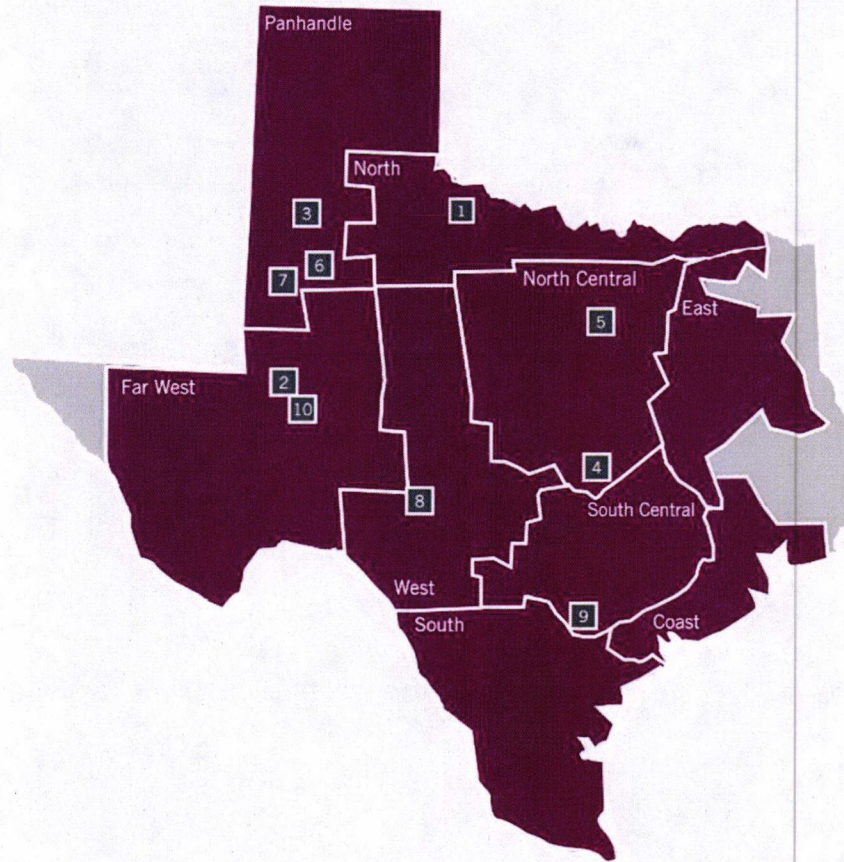 Panhandle
North
3
1
6
7
North Central
East
5
Far West
2
10
4
8
South Central
West
9
South
Coast